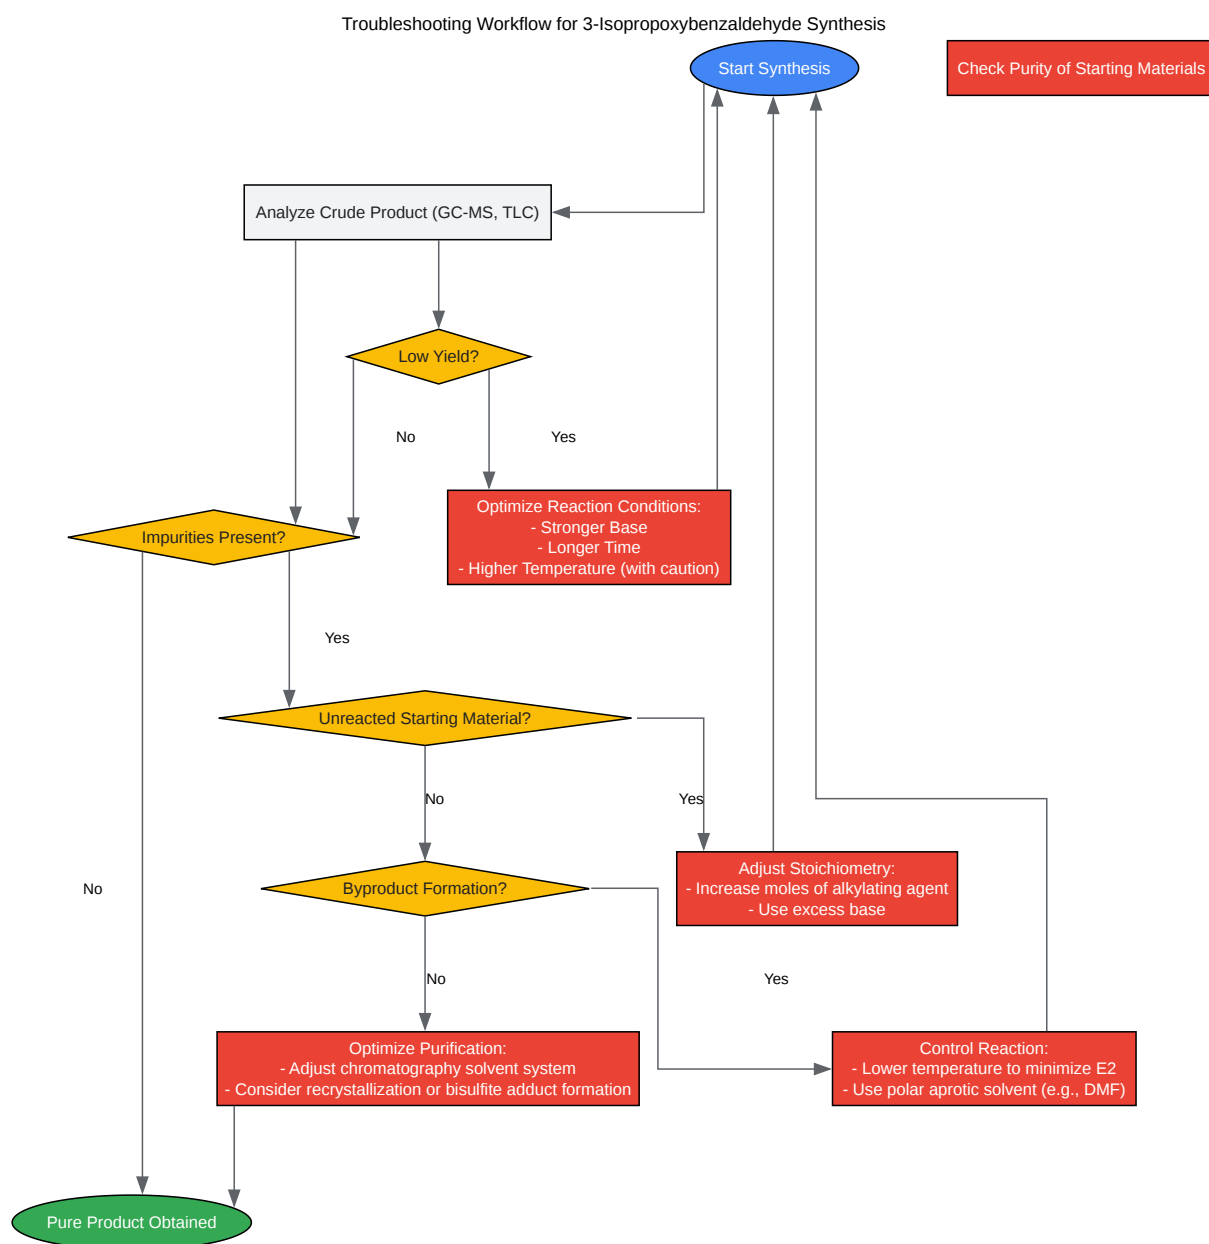 Troubleshooting Workflow for 3-Isopropoxybenzaldehyde Synthesis
Start Synthesis
Check Purity of Starting Materials
Analyze Crude Product (GC-MS, TLC)
Low Yield?
No
Yes
Optimize Reaction Conditions:
- Stronger Base
- Longer Time
- Higher Temperature (with caution)
Impurities Present?
Yes
Unreacted Starting Material?
No
Yes
Adjust Stoichiometry:
- Increase moles of alkylating agent
- Use excess base
Byproduct Formation?
No
No
Yes
Optimize Purification:
- Adjust chromatography solvent system
- Consider recrystallization or bisulfite adduct formation
Control Reaction:
- Lower temperature to minimize E2
- Use polar aprotic solvent (e.g., DMF)
Pure Product Obtained